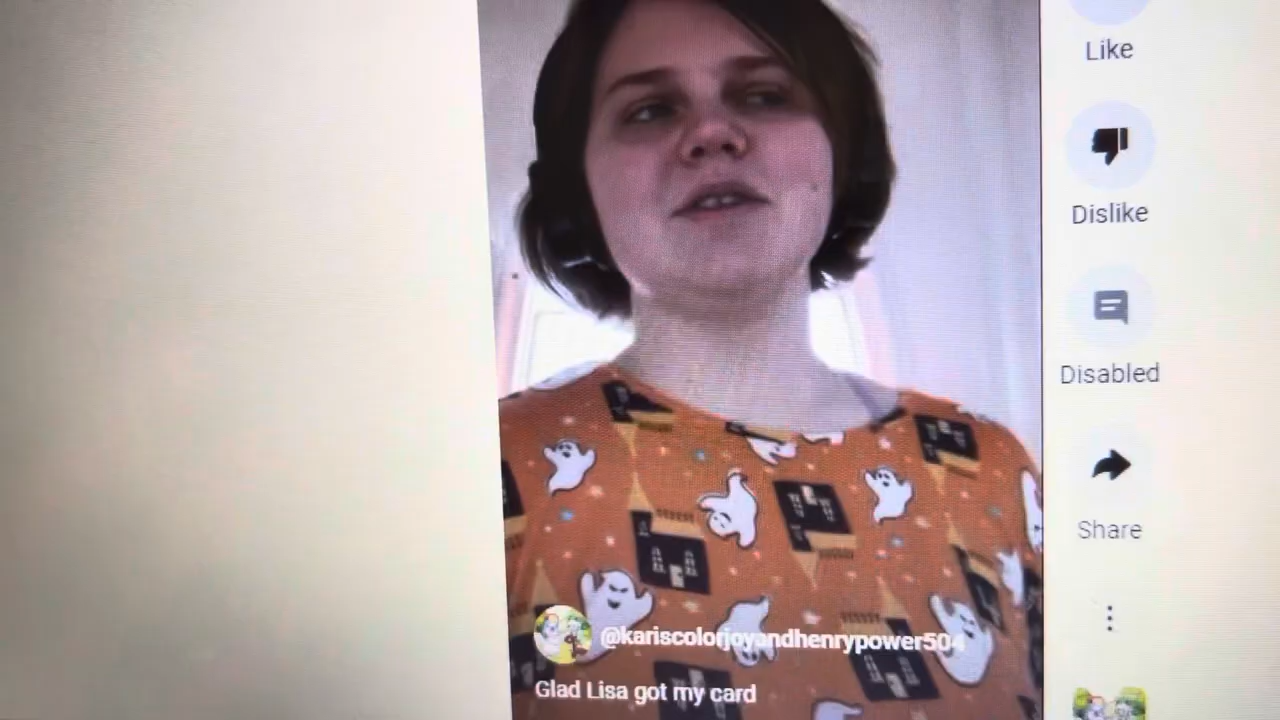 Like
Dislike
Disabled
Share
@kariscolorjoyandhenrypower504
Glad Lisa got my card